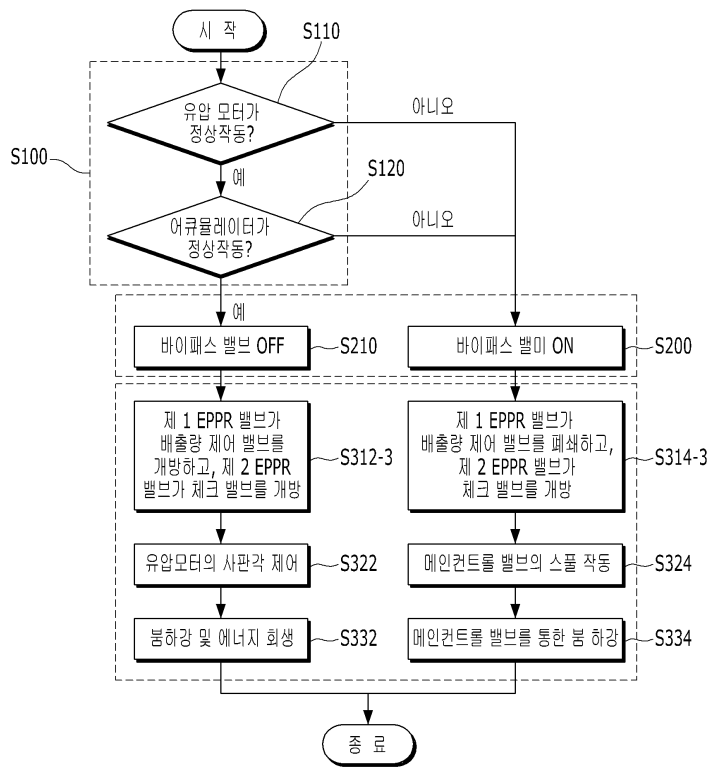 시 작
S110
유압 모터가
정상작동?
아니오
S100
예
S120
어큐뮬레이터가
정상작동?
아니오
예
바이패스 밸브 OFF
S210
바이패스 밸미 ON
S200
제 1 EPPR 밸브가
배출량 제어 밸브를
개방하고, 제 2 EPPR
밸브가 체크 밸브를 개방
S312-3
제 1 EPPR 밸브가
배출량 제어 밸브를 폐쇄하고,
제 2 EPPR 밸브가
체크 밸브를 개방
S314-3
유압모터의 사판각 제어
S322
메인컨트롤 밸브의 스풀 작동
S324
붐하강 및 에너지 회생
S332
메인컨트롤 밸브를 통한 붐 하강
S334
종 료